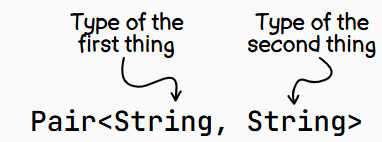 Type of the
first thing
Type of the
second thing
Pair<String, String>